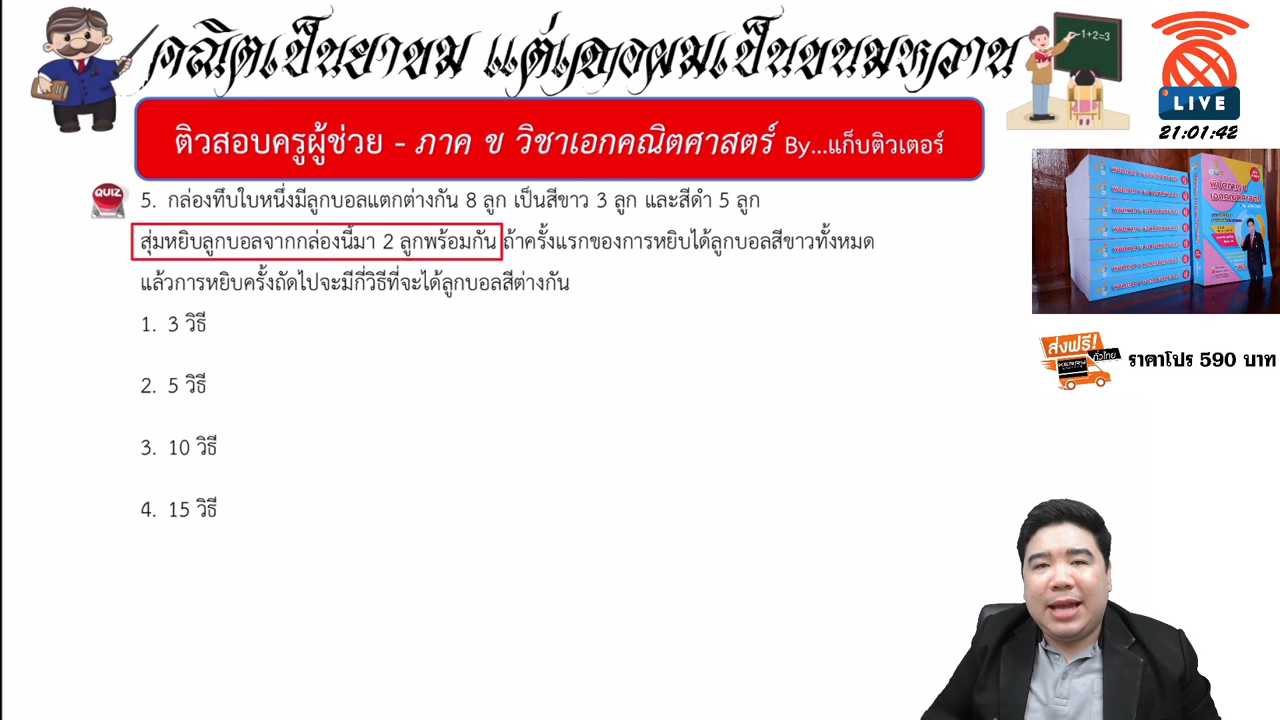 คณิตเป็นยาขม แต่เจอผมเป็นขนมหวาน
1+2=3
LIVE
21:01:42
ติวสอบครูผู้ช่วย - ภาค ข วิชาเอกคณิตศาสตร์ By...แก็บติวเตอร์
QUIZ
5. กล่องทึบใบหนึ่งมีลูกบอลแตกต่างกัน 8 ลูก เป็นสีขาว 3 ลูก และสีดำ 5 ลูก
สุ่มหยิบลูกบอลจากกล่องนี้มา 2 ลูกพร้อมกัน ถ้าครั้งแรกของการหยิบได้ลูกบอลสีขาวทั้งหมด
แล้วการหยิบครั้งถัดไปจะมีกี่วิธีที่จะได้ลูกบอลสีต่างกัน
1. 3 วิธี
2. 5 วิธี
3. 10 วิธี
4. 15 วิธี
ส่งฟรี!
ทั่วไทย
KERRY
ราคาโปร 590 บาท